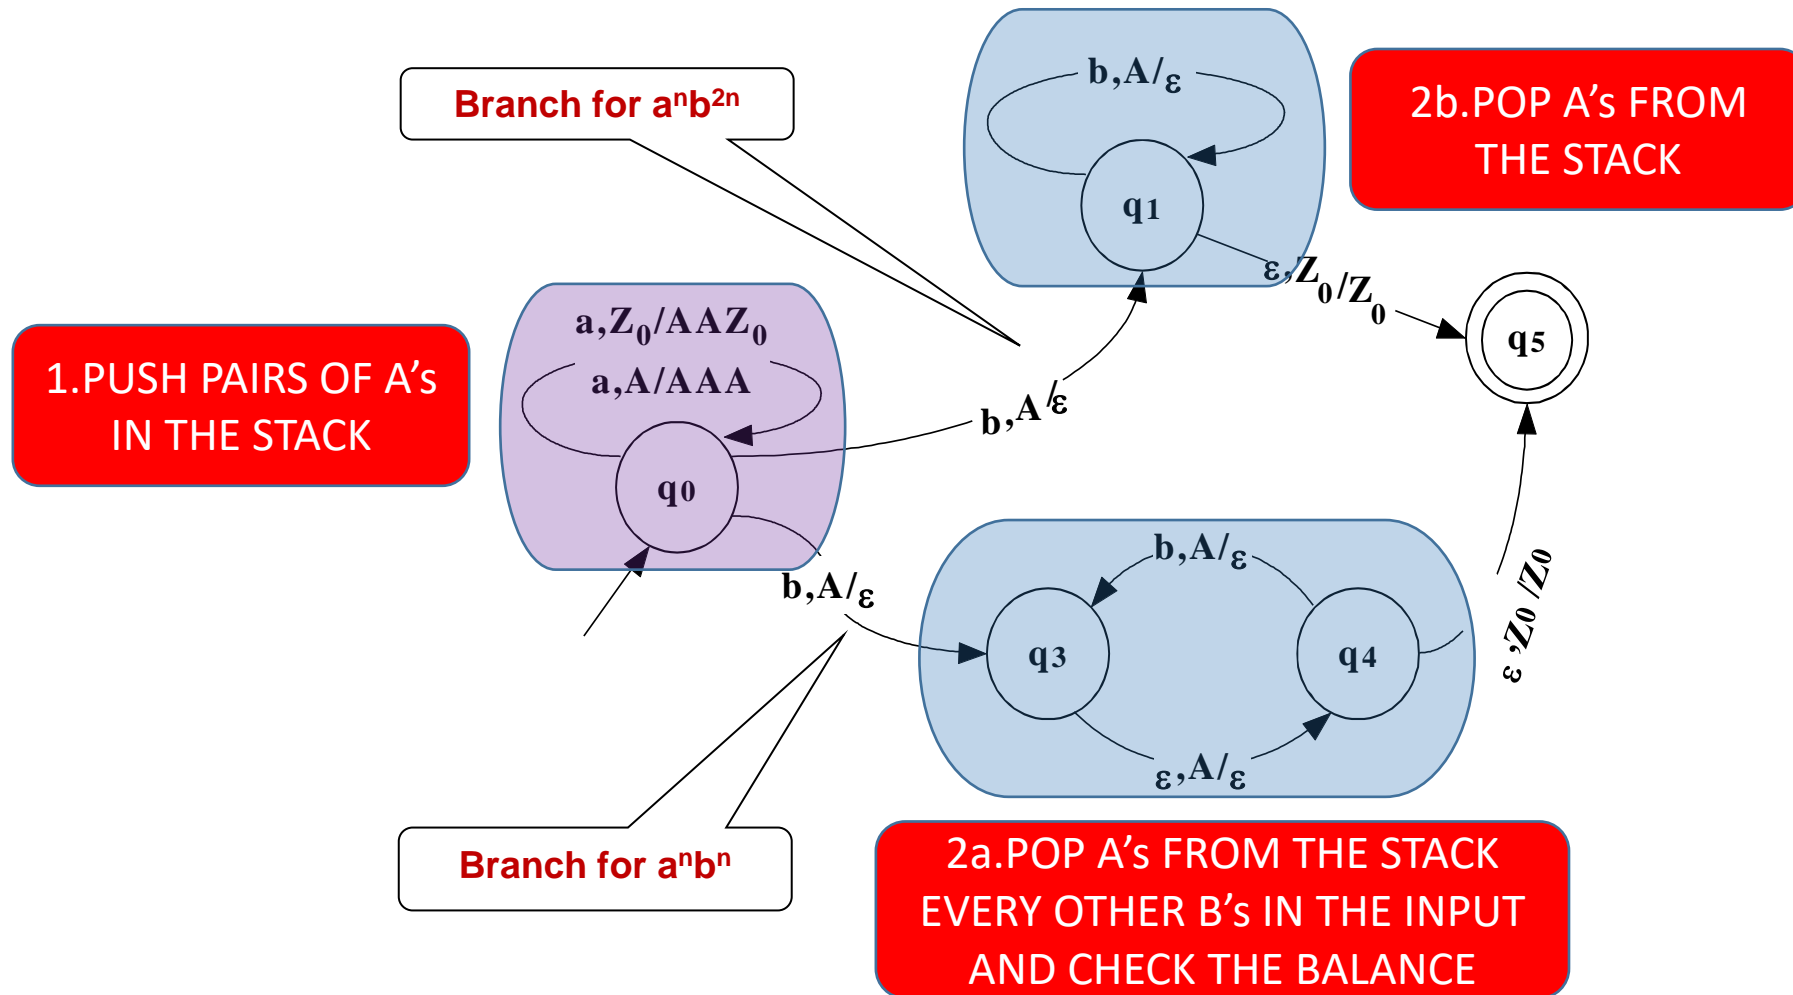 b,A/ε
2b.POP A's FROM
THE STACK
Branch for aⁿb²ⁿ
q1
ε,Z₀/Z₀
q5
a,Z₀/AAZ₀
a,A/AAA
1.PUSH PAIRS OF A's
IN THE STACK
b,A/ε
q0
b,A/ε
b,A/ε
ε,Z0/Z0
q3
q4
ε,A/ε
Branch for aⁿbⁿ
2a.POP A's FROM THE STACK
EVERY OTHER B's IN THE INPUT
AND CHECK THE BALANCE